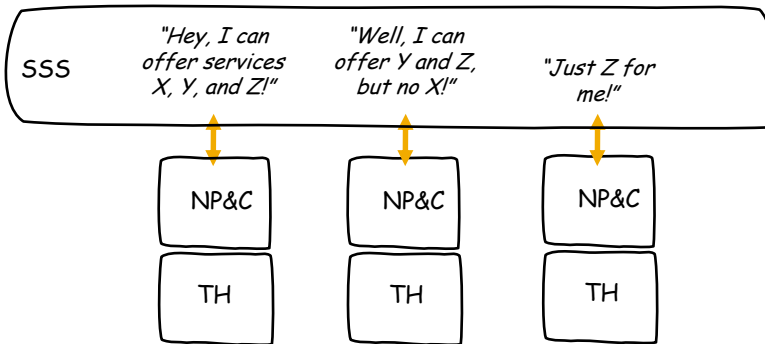 SSS
"Hey, I can
offer services
X, Y, and Z!"
"Well, I can
offer Y and Z,
but no X!"
"Just Z for
me!"
NP&C
NP&C
NP&C
TH
TH
TH